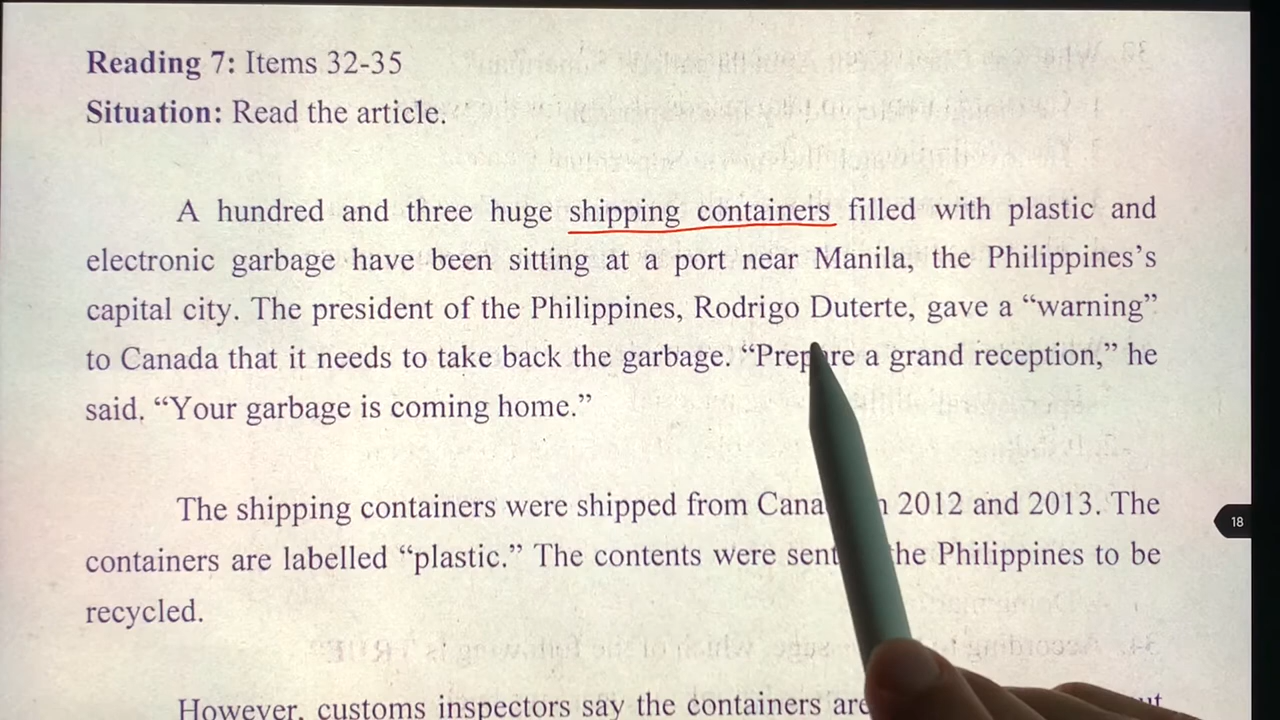 Reading 7: Items 32-35
Situation: Read the article.
A hundred and three huge shipping containers filled with plastic and
electronic garbage have been sitting at a port near Manila, the Philippines's
capital city. The president of the Philippines, Rodrigo Duterte, gave a “warning”
to Canada that it needs to take back the garbage. “Prepare a grand reception,” he
said. “Your garbage is coming home.”
The shipping containers were shipped from 2012 and 2013. The
containers are labelled “plastic.” The contents were sent the Philippines to be
18
recycled.
However, customs inspectors say the containers are